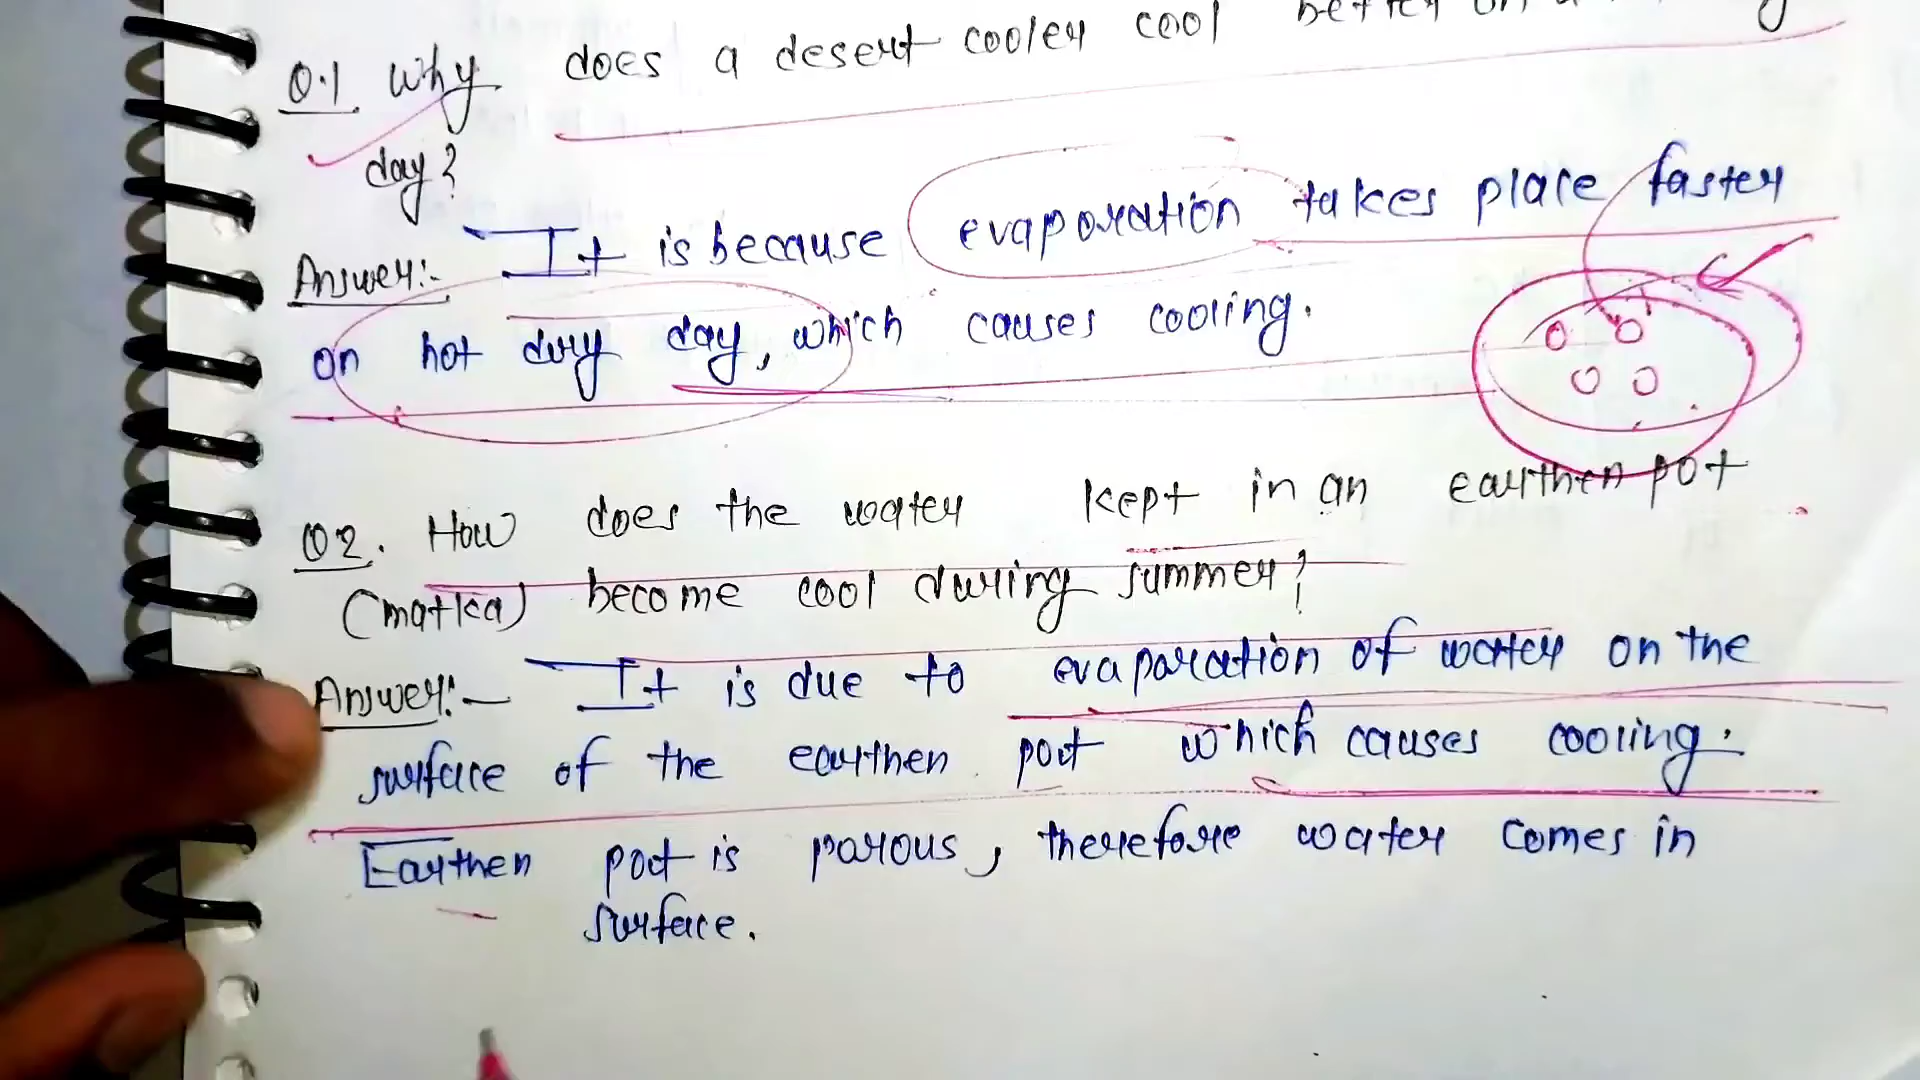 Q.1 Why does a desert cooler cool better on a
day?
Answer:- It is because evaporation takes place faster
on hot dry day, which causes cooling.
Q2. How does the water kept in an earthen pot
(matka) become cool during summer?
Answer:- It is due to evaporation of water on the
surface of the earthen pot which causes cooling.
Earthen pot is porous, therefore water comes in
surface.